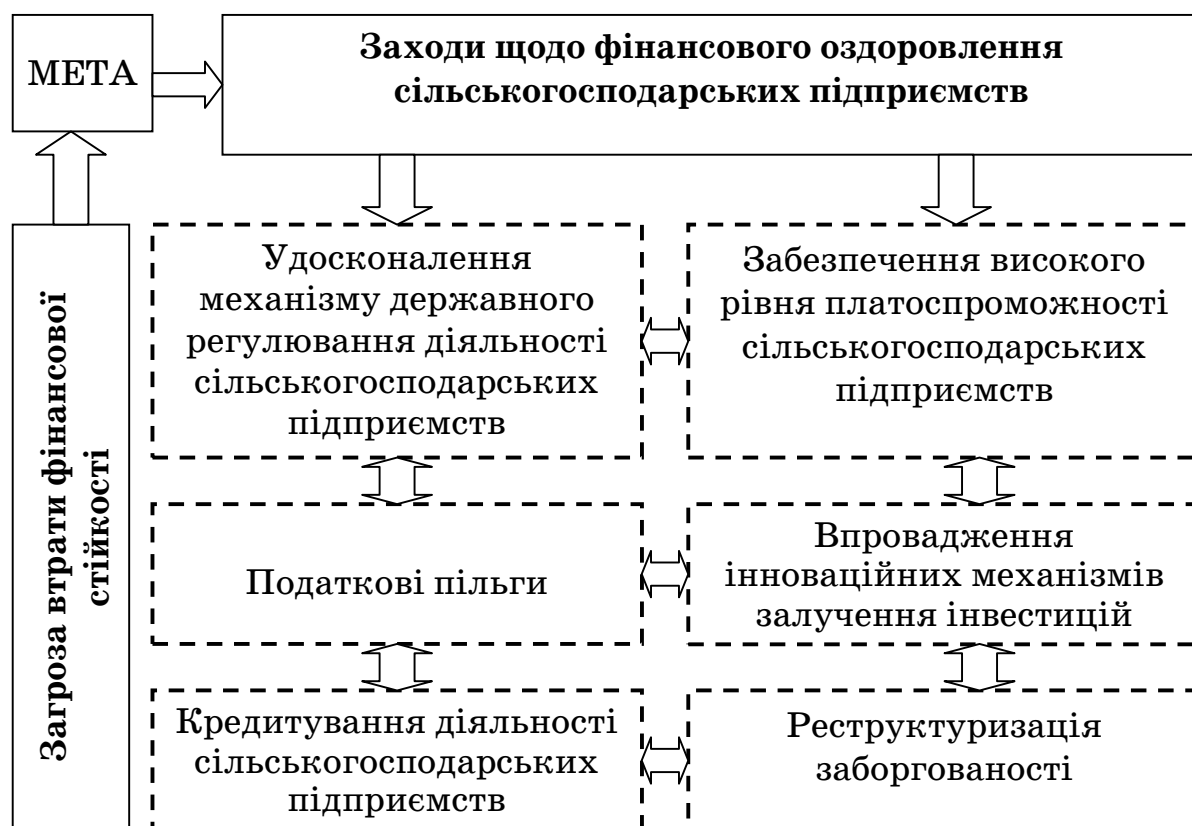 МЕТА
Заходи щодо фінансового оздоровлення
сільськогосподарських підприємств
Загроза втрати фінансової
стійкості
Удосконалення
механізму державного
регулювання діяльності
сільськогосподарських
підприємств
Забезпечення високого
рівня платоспроможності
сільськогосподарських
підприємств
Податкові пільги
Впровадження
інноваційних механізмів
залучення інвестицій
Кредитування діяльності
сільськогосподарських
підприємств
Реструктуризація
заборгованості